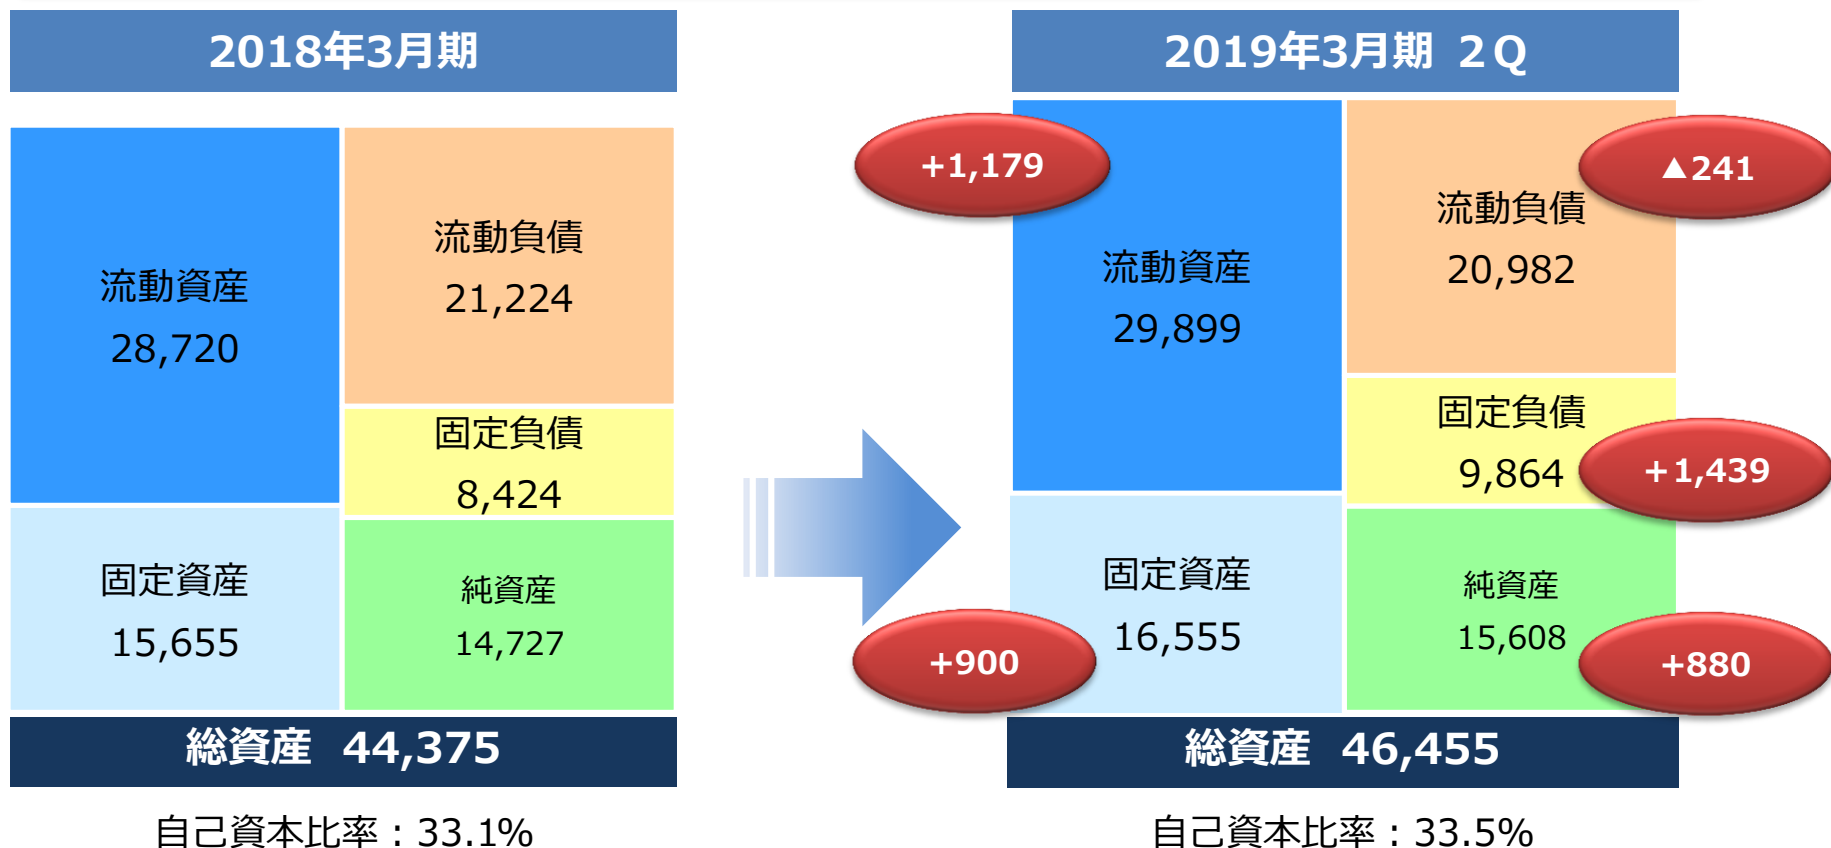 2018年3月期
流動資産
28,720
流動負債
21,224
固定負債
8,424
固定資産
15,655
純資産
14,727
総資産 44,375
自己資本比率：33.1%
2019年3月期 2Q
+1,179
流動資産
29,899
流動負債
20,982
▲241
固定負債
9,864
+1,439
固定資産
16,555
+900
純資産
15,608
+880
総資産 46,455
自己資本比率：33.5%